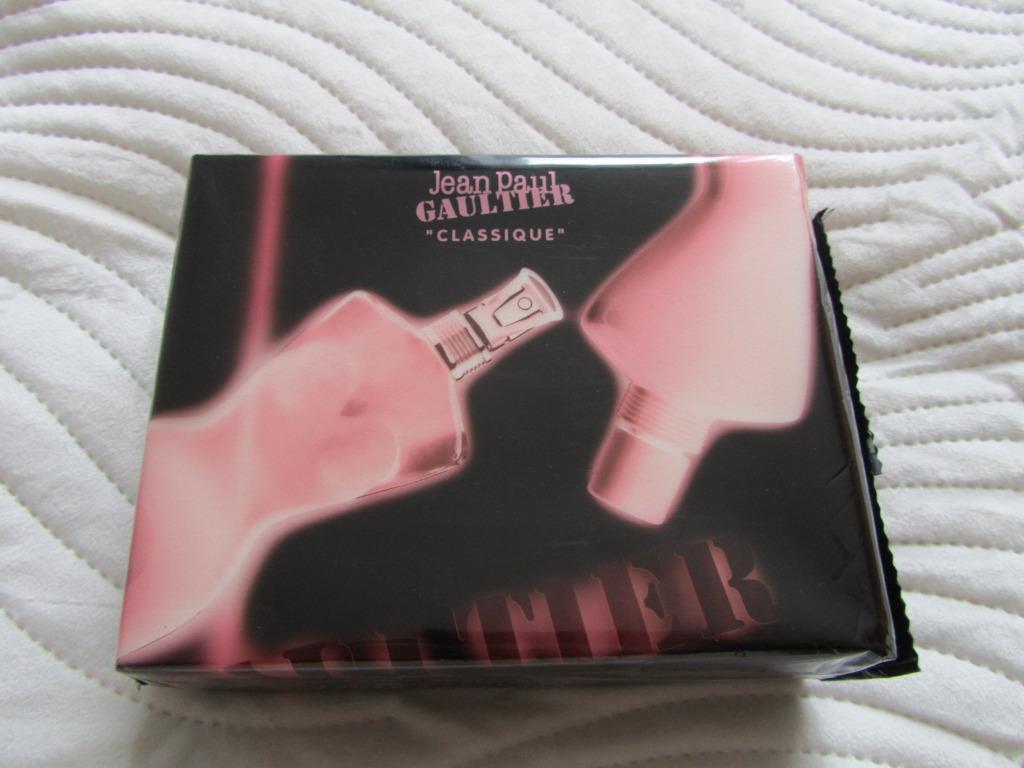 Jean Paul
GAULTIER
"CLASSIQUE"